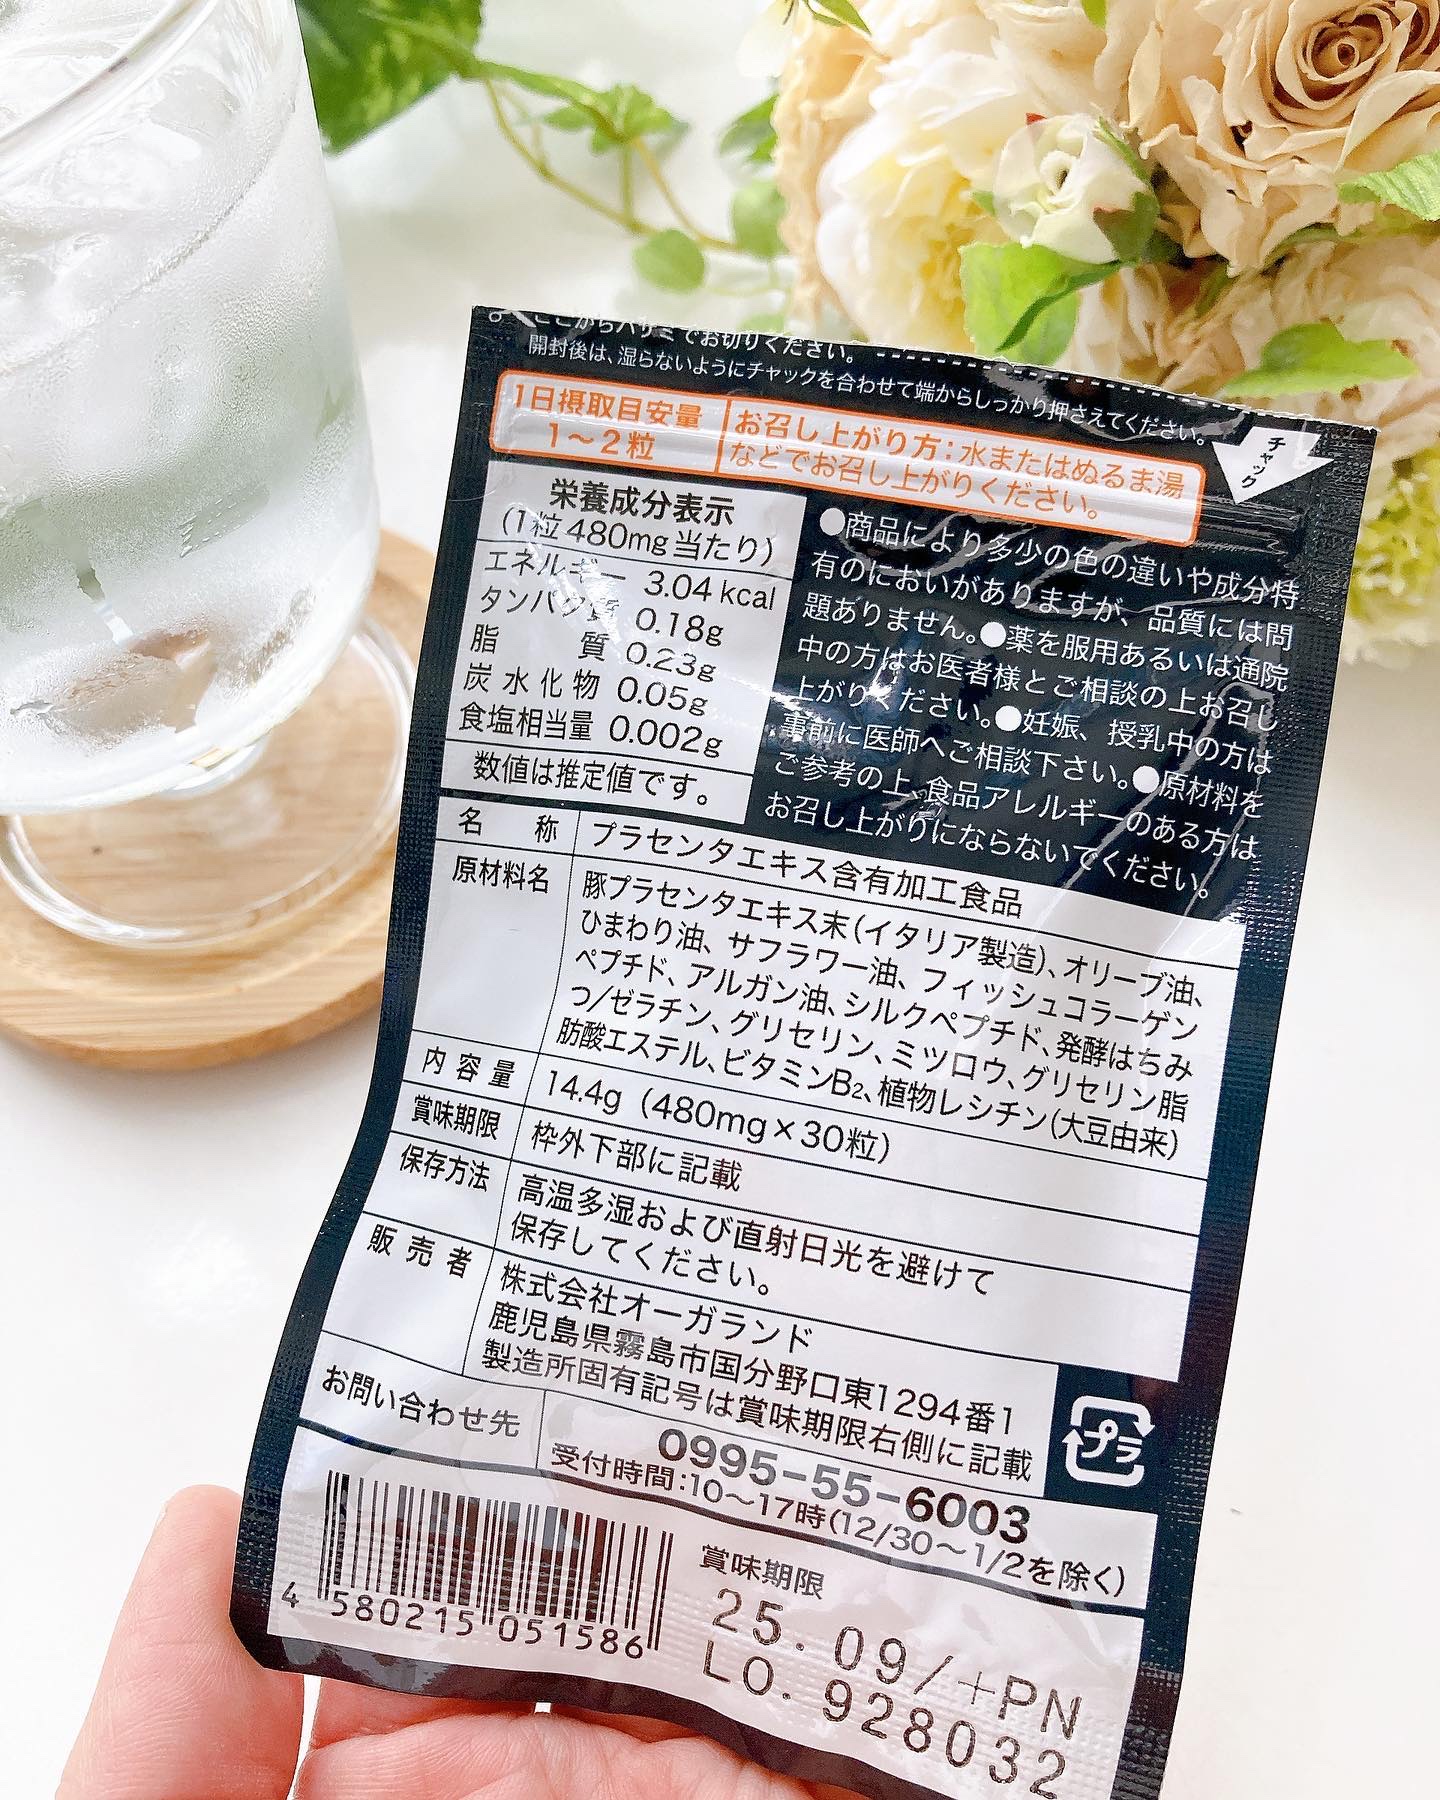 ここからハサミでお切りください。
開封後は、湿らないようにチャックを合わせて端からしっかり押さえてください。
チャック
1日摂取目安量
1～2粒
お召し上がり方：水またはぬるま湯
などでお召し上がりください。
栄養成分表示
(1粒480mg当たり)
エネルギー 3.04kcal
タンパク質 0.18g
脂質 0.23g
炭水化物 0.05g
食塩相当量 0.002g
数値は推定値です。
●商品により多少の色の違いや成分特
有のにおいがありますが、品質には問
題ありません。●薬を服用あるいは通院
中の方はお医者様とご相談の上お召し
上がりください。●妊娠、授乳中の方は
事前に医師へご相談下さい。●原材料を
ご参考の上、食品アレルギーのある方は
お召し上がりにならないでください。
名称 プラセンタエキス含有加工食品
原材料名 豚プラセンタエキス末(イタリア製造)、オリーブ油、
ひまわり油、サフラワー油、フィッシュコラーゲン
ペプチド、アルガン油、シルクペプチド、発酵はちみ
つ/ゼラチン、グリセリン、ミツロウ、グリセリン脂
肪酸エステル、ビタミンB2、植物レシチン(大豆由来)
内容量 14.4g (480mg×30粒)
賞味期限 枠外下部に記載
保存方法 高温多湿および直射日光を避けて
保存してください。
販売者 株式会社オーガランド
鹿児島県霧島市国分野口東1294番1
製造所固有記号は賞味期限右側に記載
プラ
お問い合わせ先 0995-55-6003
受付時間：10～17時(12/30～1/2を除く)
4 580215 051586
賞味期限
25.09/+PN
LO.928032